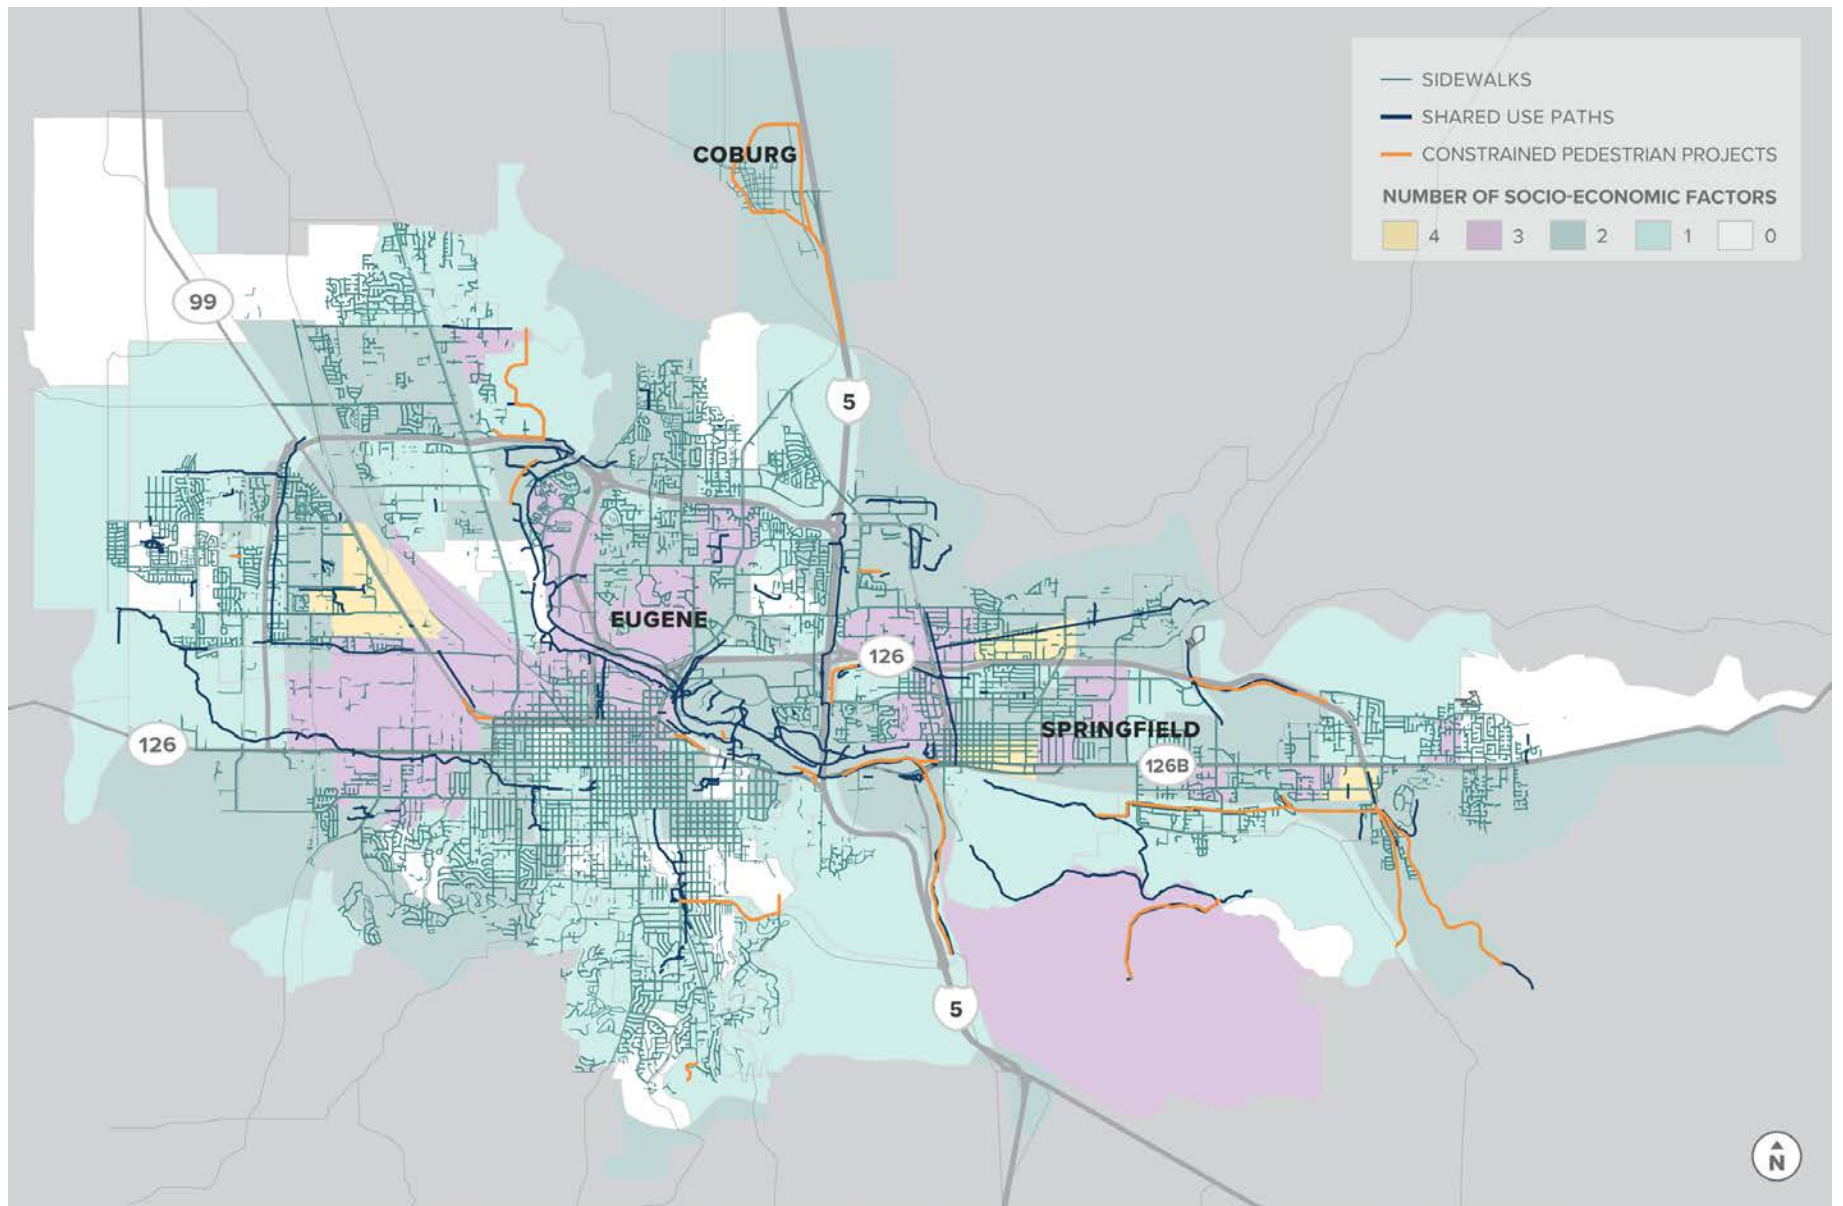 SIDEWALKS
SHARED USE PATHS
CONSTRAINED PEDESTRIAN PROJECTS
NUMBER OF SOCIO-ECONOMIC FACTORS
4 3 2 1 0
COBURG
99
5
EUGENE
126
SPRINGFIELD
126
126B
5
N